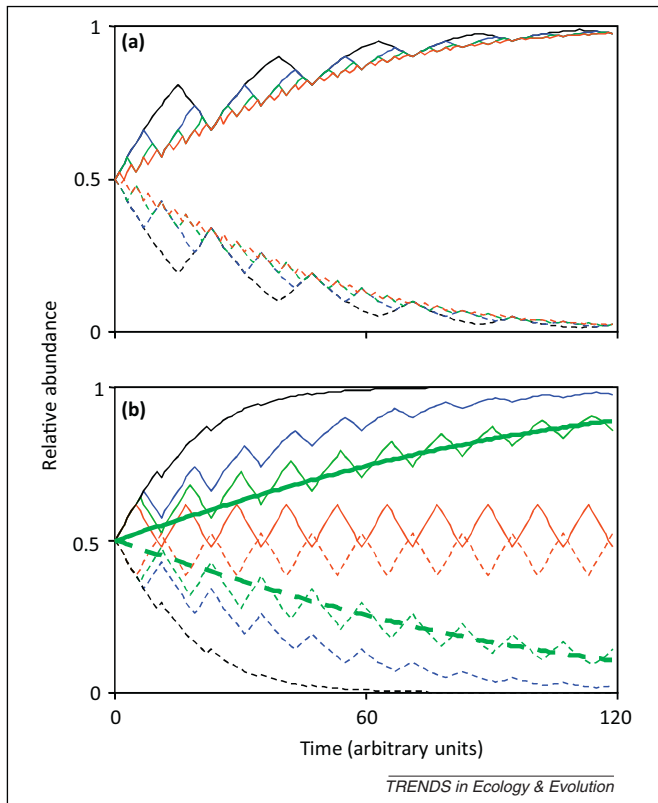 1
(a)
0.5
0
Relative abundance
1
(b)
0.5
0
0
60
120
Time (arbitrary units)
TRENDS in Ecology & Evolution